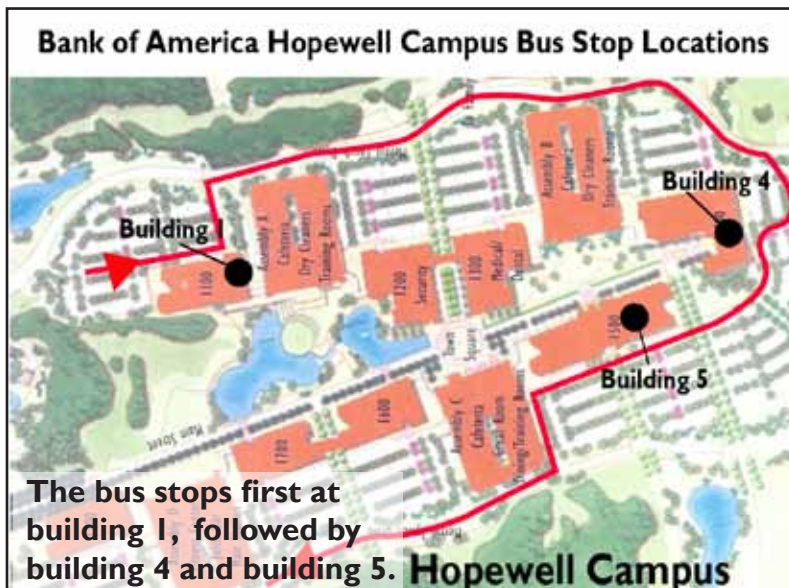 Bank of America Hopewell Campus Bus Stop Locations
Building 4
Building 1
Assembly B
Cafeteria
Dry Cleaners
Training Rooms
Assembly
Cafeteria
Dry Cleaners
Training Rooms
1100
1200
Security
1300
Medical/
Dental
Town
Square
1500
Building 5
1600
1700
Assembly C
Cafeteria
Room
Dining/Training Rooms
Main Street
The bus stops first at
building 1, followed by
building 4 and building 5.
Hopewell Campus